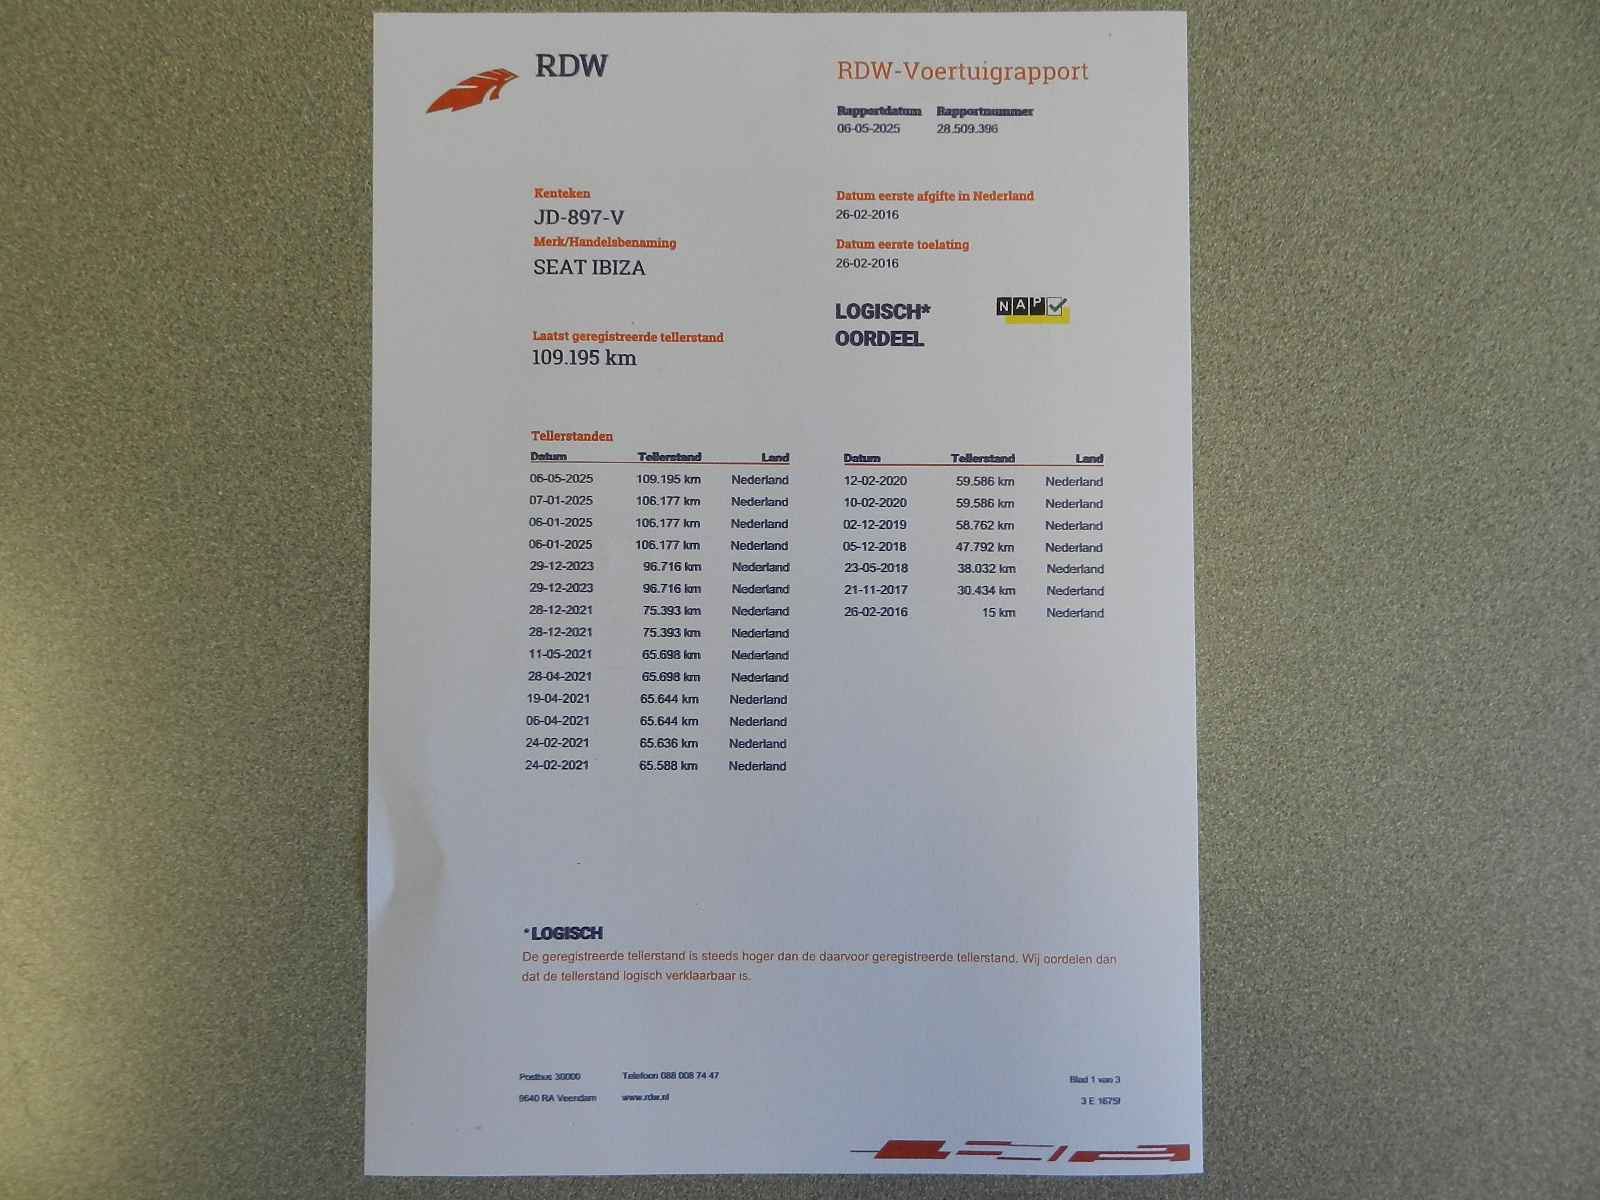 RDW
RDW-Voertuigrapport
Rapportdatum Rapportnummer
06-05-2025 28.509.396
Kenteken
JD-897-V
Merk/Handelsbenaming
SEAT IBIZA
Datum eerste afgifte in Nederland
26-02-2016
Datum eerste toelating
26-02-2016
LOGISCH*
OORDEEL
NAP
Laatst geregistreerde tellerstand
109.195 km
Tellerstanden
Datum Tellerstand Land
06-05-2025 109.195 km Nederland
07-01-2025 106.177 km Nederland
06-01-2025 106.177 km Nederland
06-01-2025 106.177 km Nederland
29-12-2023 96.716 km Nederland
29-12-2023 96.716 km Nederland
28-12-2021 75.393 km Nederland
28-12-2021 75.393 km Nederland
11-05-2021 65.698 km Nederland
28-04-2021 65.698 km Nederland
19-04-2021 65.644 km Nederland
06-04-2021 65.644 km Nederland
24-02-2021 65.636 km Nederland
24-02-2021 65.588 km Nederland
Datum Tellerstand Land
12-02-2020 59.586 km Nederland
10-02-2020 59.586 km Nederland
02-12-2019 58.762 km Nederland
05-12-2018 47.792 km Nederland
23-05-2018 38.032 km Nederland
21-11-2017 30.434 km Nederland
26-02-2016 15 km Nederland
*LOGISCH
De geregistreerde tellerstand is steeds hoger dan de daarvoor geregistreerde tellerstand. Wij oordelen dan
dat de tellerstand logisch verklaarbaar is.
Postbus 30000 Telefoon 088 008 74 47
9640 RA Veendam www.rdw.nl
Blad 1 van 3
3 E 1675f